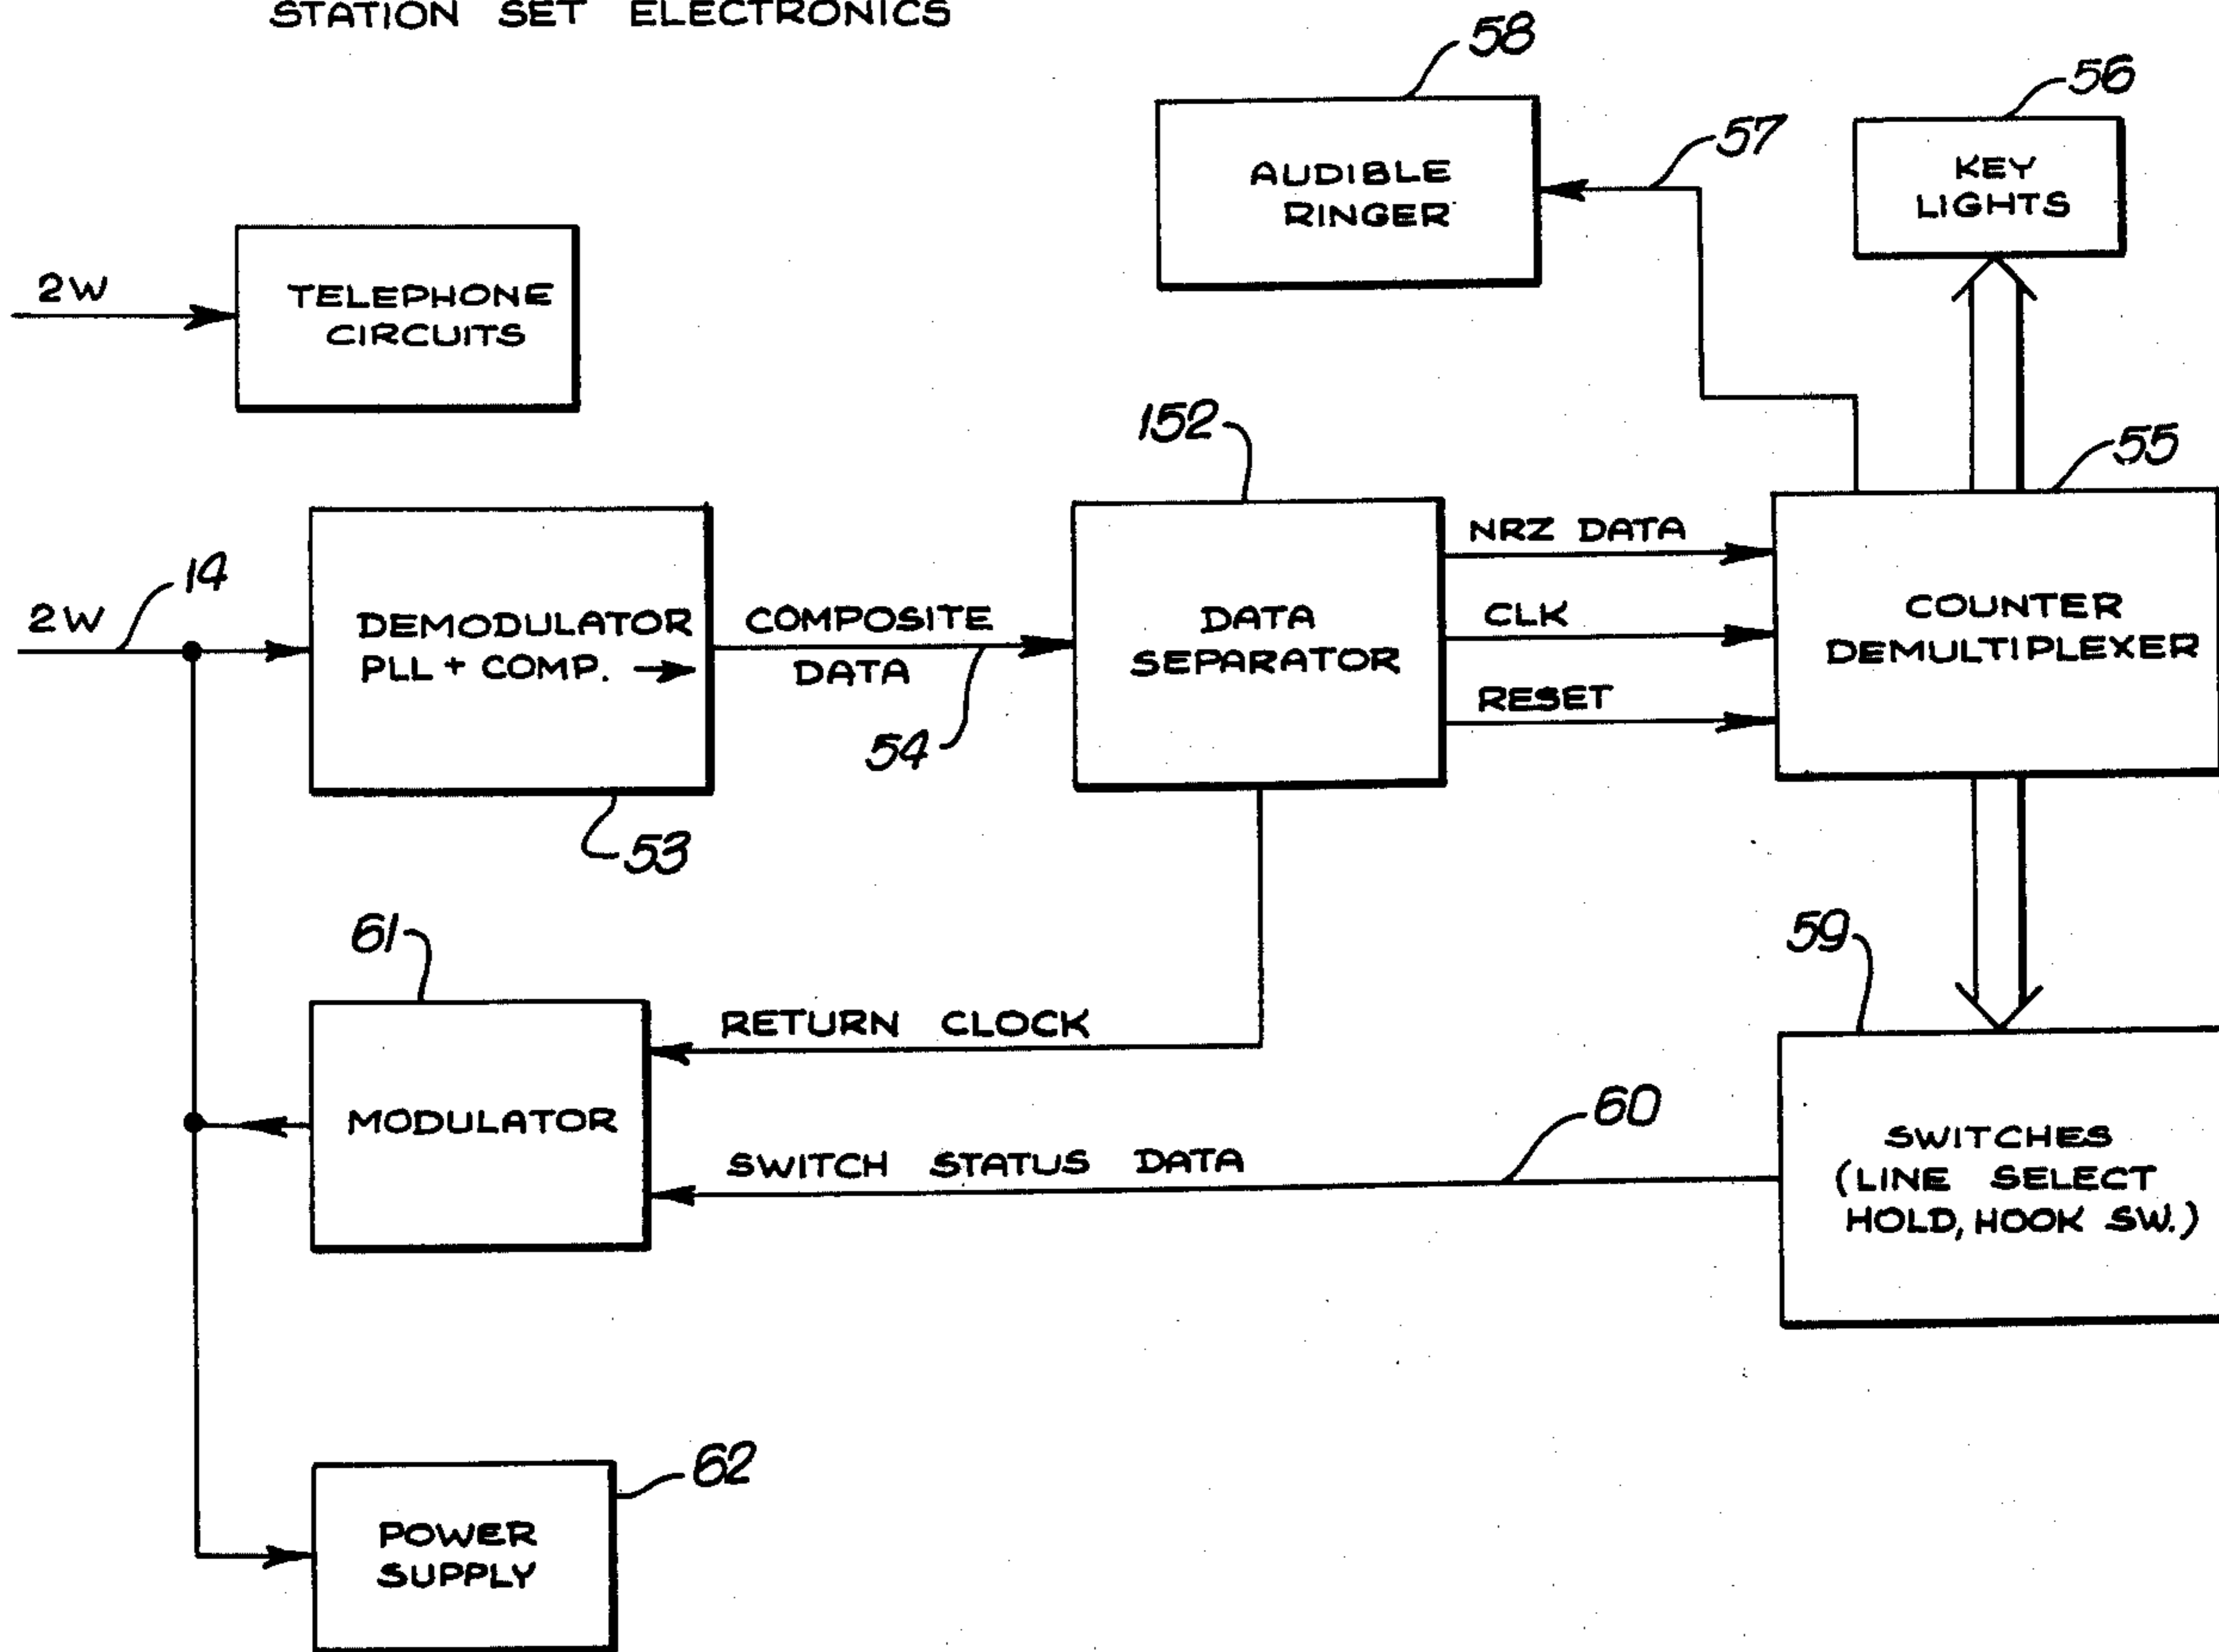 STATION SET ELECTRONICS
58
56
57
AUDIBLE
RINGER
KEY
LIGHTS
2W
TELEPHONE
CIRCUITS
152
55
14
2W
DEMODULATOR
PLL + COMP. →
COMPOSITE
DATA
54
DATA
SEPARATOR
NRZ DATA
CLK
RESET
COUNTER
DEMULTIPLEXER
53
61
59
RETURN CLOCK
MODULATOR
60
SWITCH STATUS DATA
SWITCHES
(LINE SELECT
HOLD, HOOK SW.)
62
POWER
SUPPLY